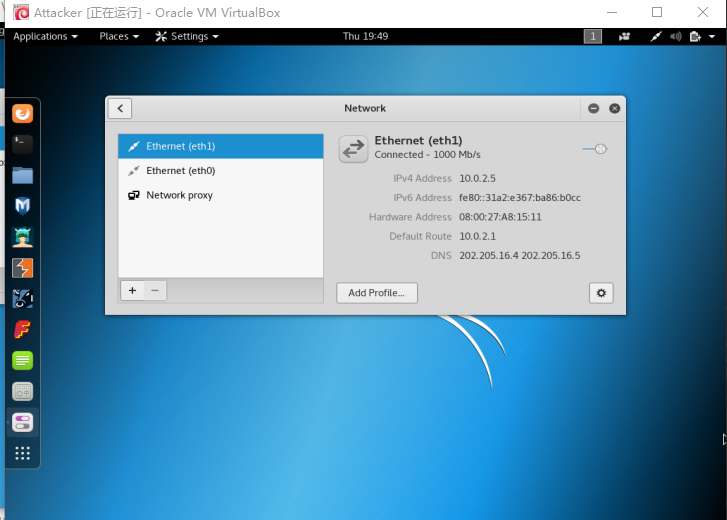 Attacker [正在运行] - Oracle VM VirtualBox
Applications Places Settings Thu 19:49 1
Network
Ethernet (eth1)
Ethernet (eth0)
Network proxy
Ethernet (eth1)
Connected - 1000 Mb/s
IPv4 Address 10.0.2.5
IPv6 Address fe80::31a2:e367:ba86:b0cc
Hardware Address 08:00:27:A8:15:11
Default Route 10.0.2.1
DNS 202.205.16.4 202.205.16.5
Add Profile...